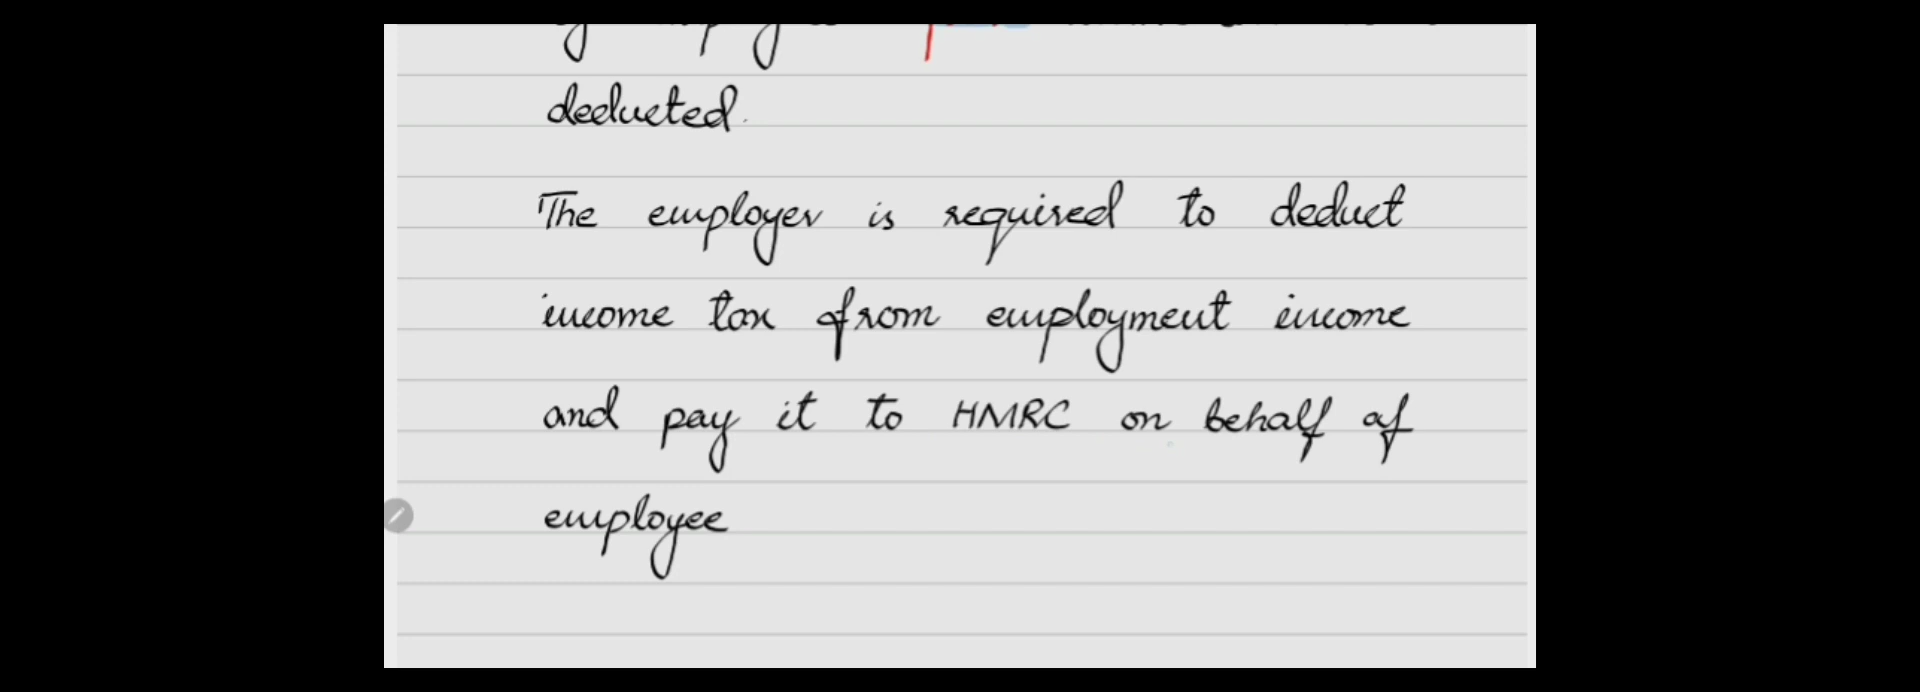 deducted.
The employer is required to deduct
income tax from employment income
and pay it to HMRC on behalf of
employee